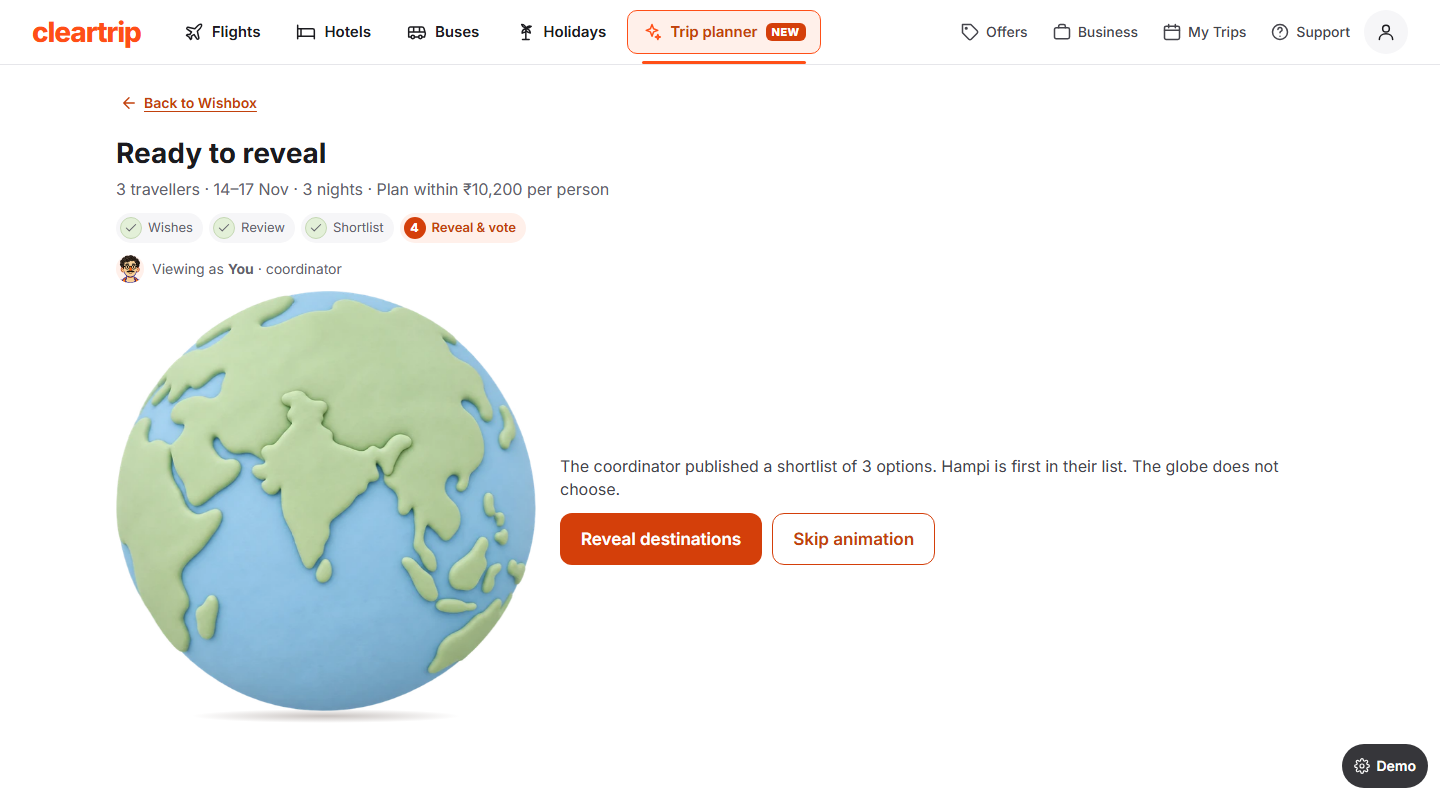 cleartrip
Flights
Hotels
Buses
Holidays
Trip planner NEW
Offers
Business
My Trips
Support
Back to Wishbox
Ready to reveal
3 travellers · 14–17 Nov · 3 nights · Plan within ₹10,200 per person
Wishes
Review
Shortlist
4 Reveal & vote
Viewing as You · coordinator
The coordinator published a shortlist of 3 options. Hampi is first in their list. The globe does not
choose.
Reveal destinations
Skip animation
Demo